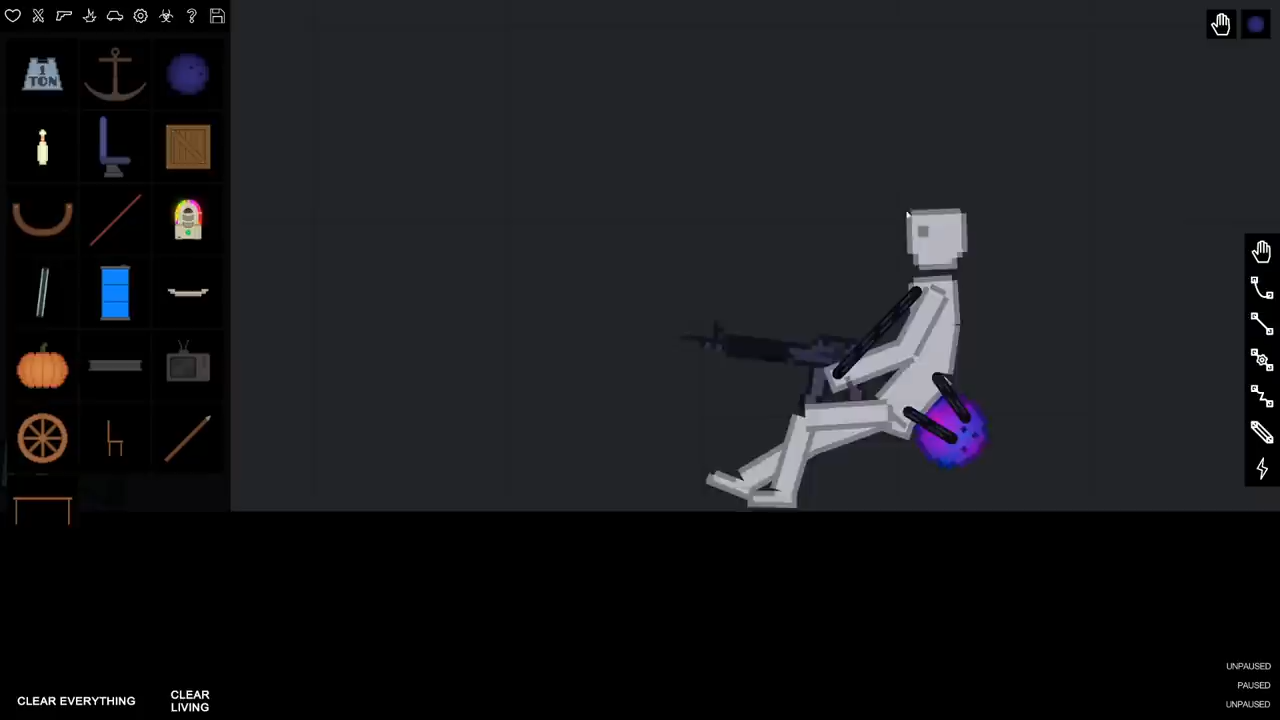 1
TON
CLEAR EVERYTHING
CLEAR
LIVING
UNPAUSED
PAUSED
UNPAUSED